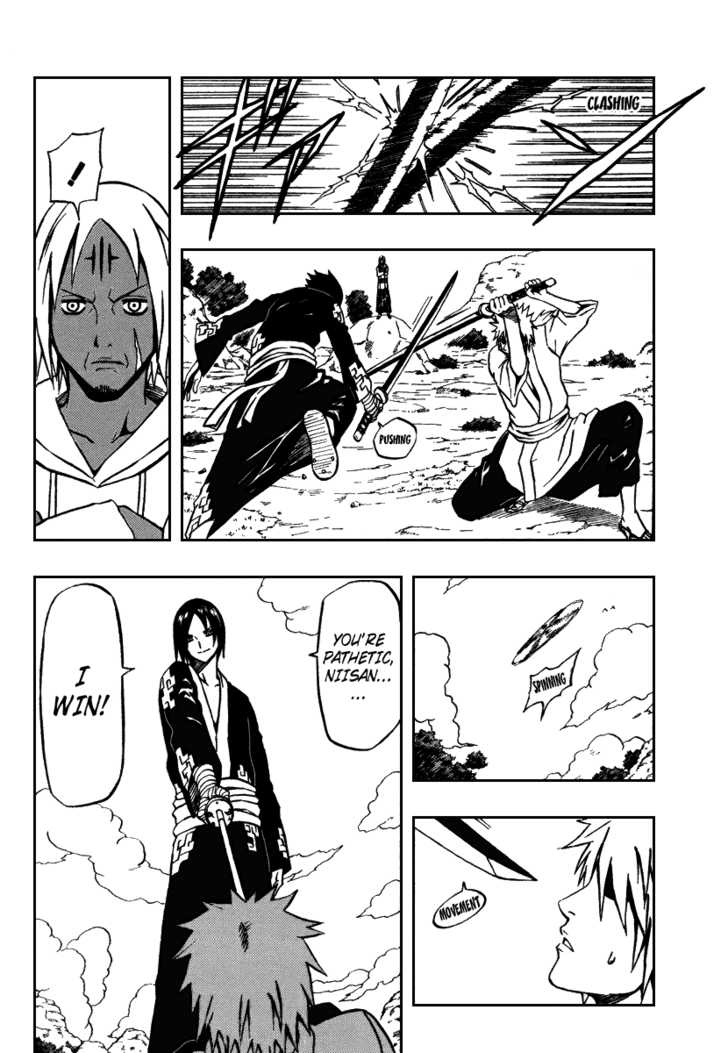 CLASHING
!
PUSHING
SPINNING
MOVEMENT
YOU'RE
PATHETIC,
NIISAN...
...
I
WIN!